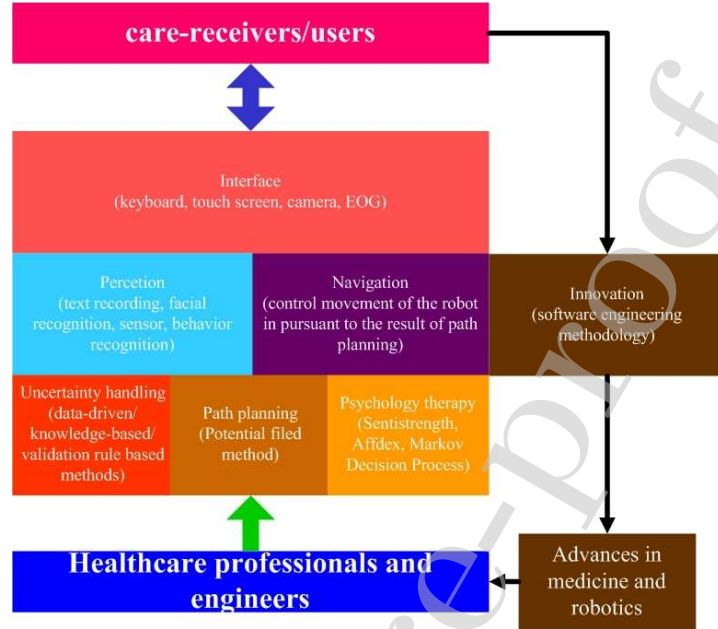 care-receivers/users
Interface
(keyboard, touch screen, camera, EOG)
Percetion
(text recording, facial
recognition, sensor, behavior
recognition)
Navigation
(control movement of the robot
in pursuant to the result of path
planning)
Innovation
(software engineering
methodology)
Uncertainty handling
(data-driven/
knowledge-based/
validation rule based
methods)
Path planning
(Potential filed
method)
Psychology therapy
(Sentistrength,
Affdex, Markov
Decision Process)
Healthcare professionals and
engineers
Advances in
medicine and
robotics
e-proof